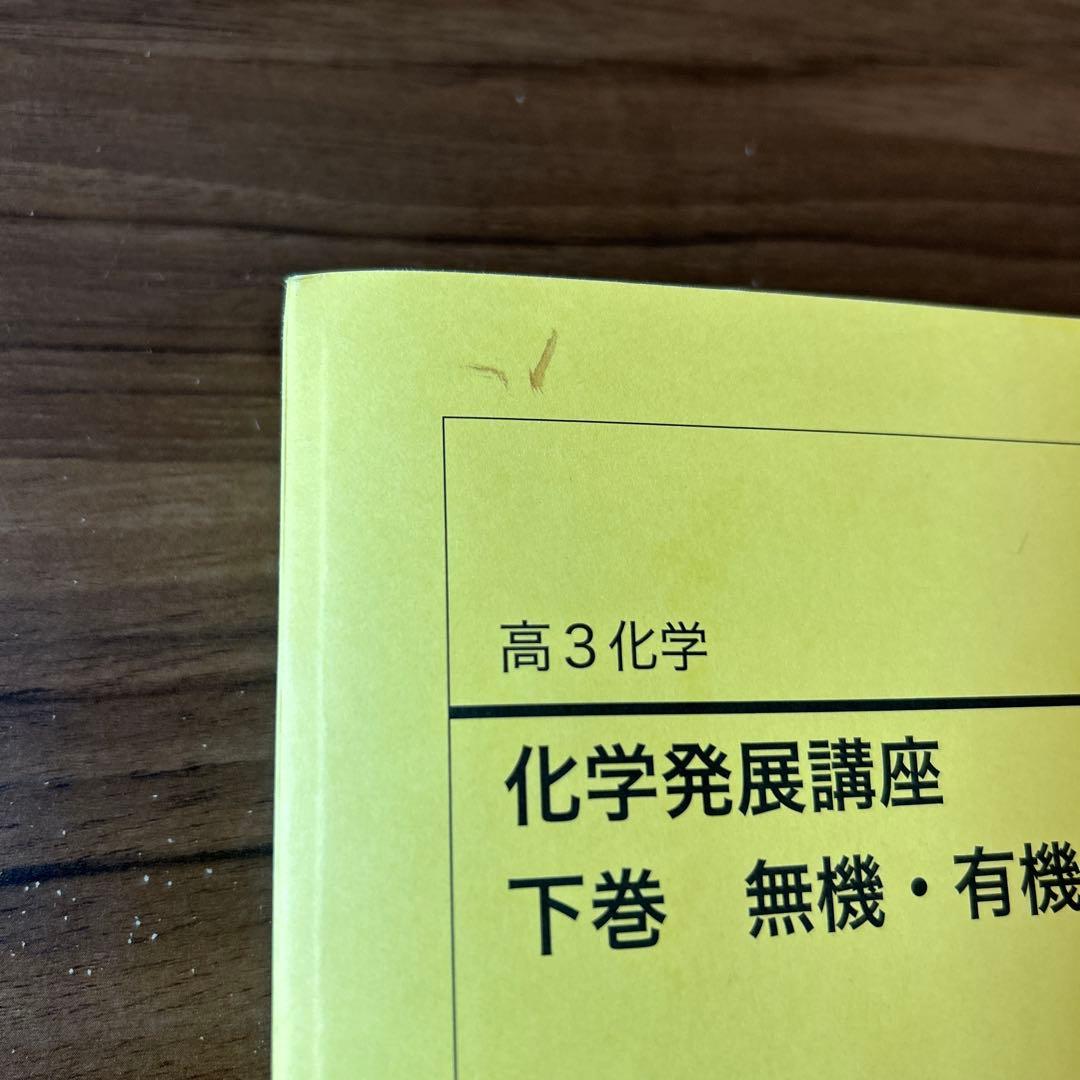 高3化学
化学発展講座
下巻 無機・有機